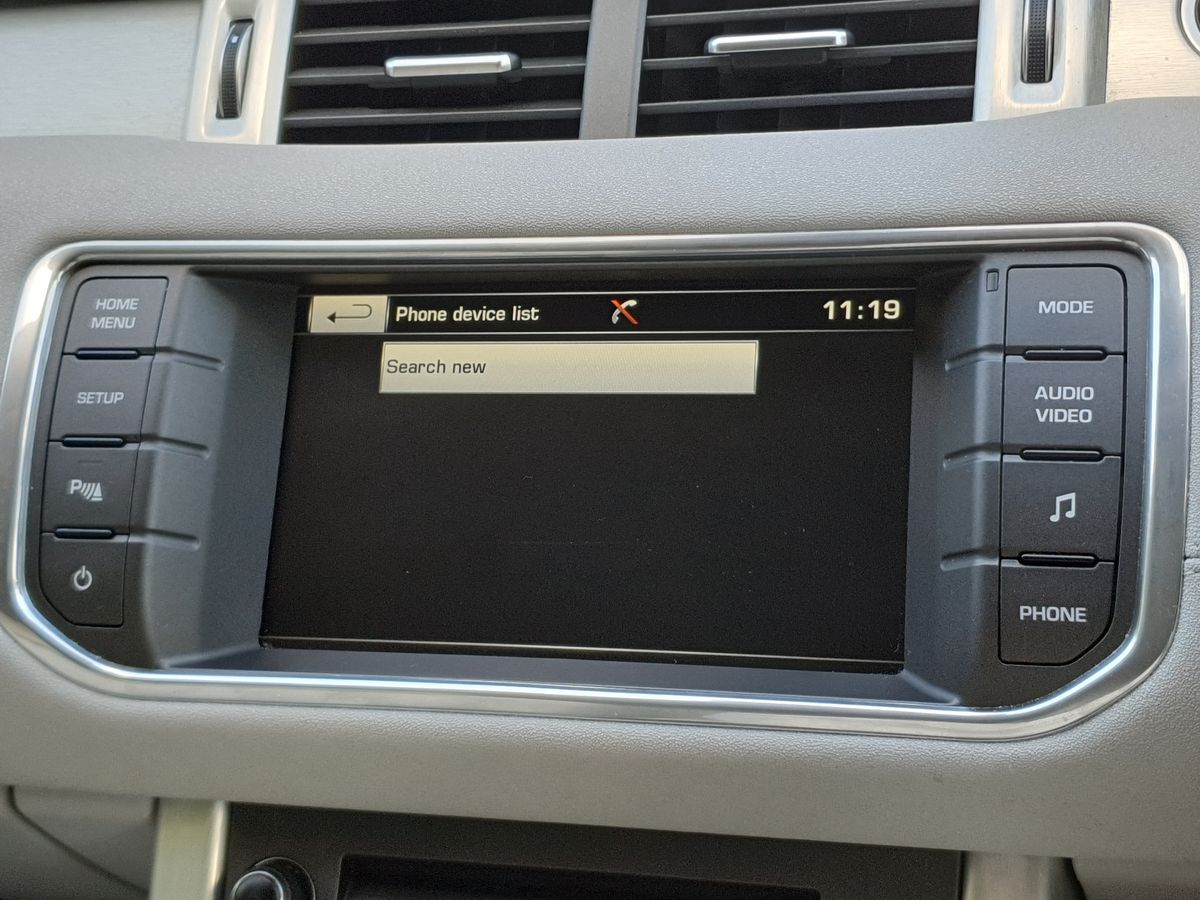 HOME
MENU
SETUP
P
Phone device list
11:19
Search new
MODE
AUDIO
VIDEO
PHONE